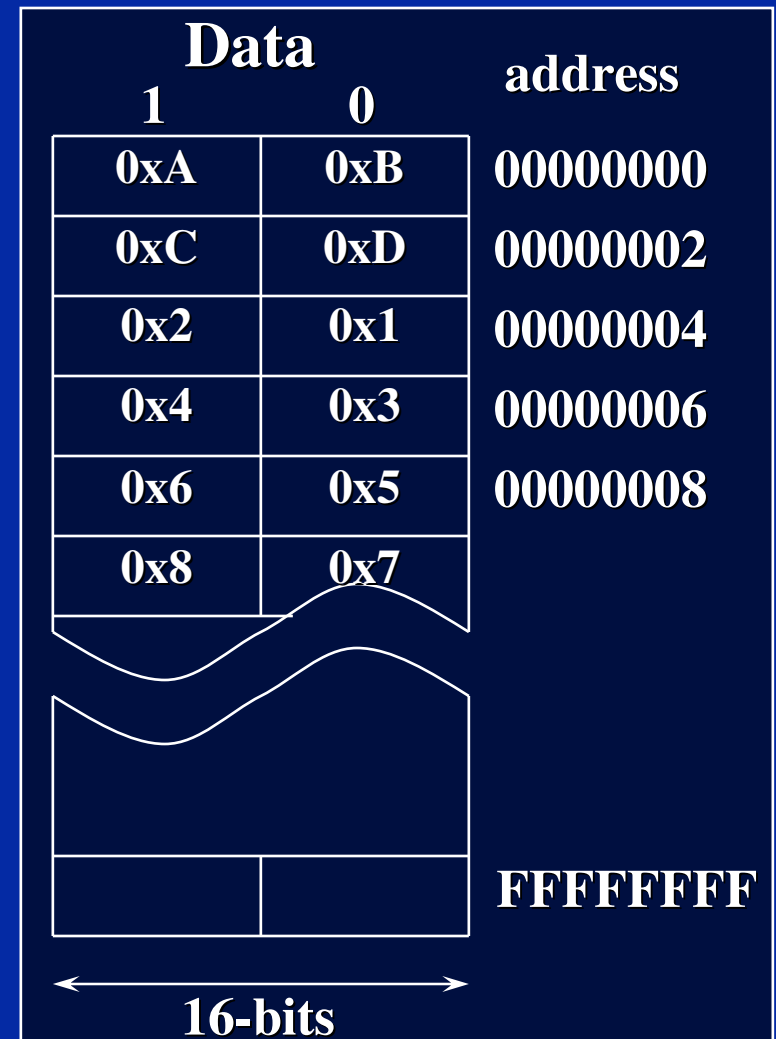 Data
address
1 0
0xA 0xB 00000000
0xC 0xD 00000002
0x2 0x1 00000004
0x4 0x3 00000006
0x6 0x5 00000008
0x8 0x7
FFFFFFFF
16-bits